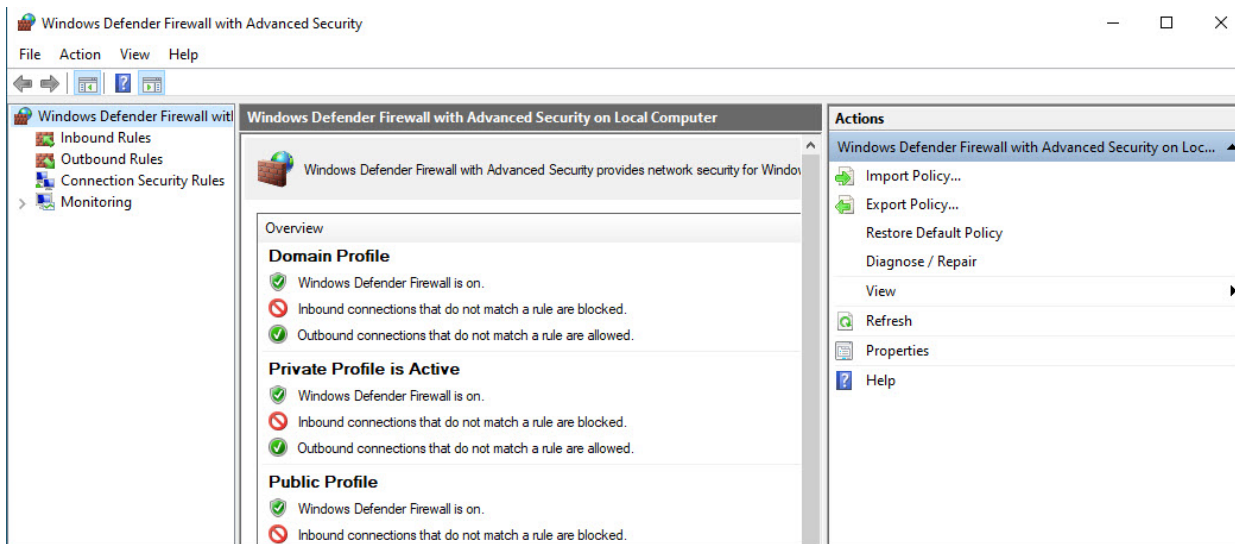 Windows Defender Firewall with Advanced Security
File Action View Help
Windows Defender Firewall witl
Inbound Rules
Outbound Rules
Connection Security Rules
Monitoring
Windows Defender Firewall with Advanced Security on Local Computer
Windows Defender Firewall with Advanced Security provides network security for Window
Overview
Domain Profile
Windows Defender Firewall is on.
Inbound connections that do not match a rule are blocked.
Outbound connections that do not match a rule are allowed.
Private Profile is Active
Windows Defender Firewall is on.
Inbound connections that do not match a rule are blocked.
Outbound connections that do not match a rule are allowed.
Public Profile
Windows Defender Firewall is on.
Inbound connections that do not match a rule are blocked.
Actions
Windows Defender Firewall with Advanced Security on Loc...
Import Policy...
Export Policy...
Restore Default Policy
Diagnose / Repair
View
Refresh
Properties
Help